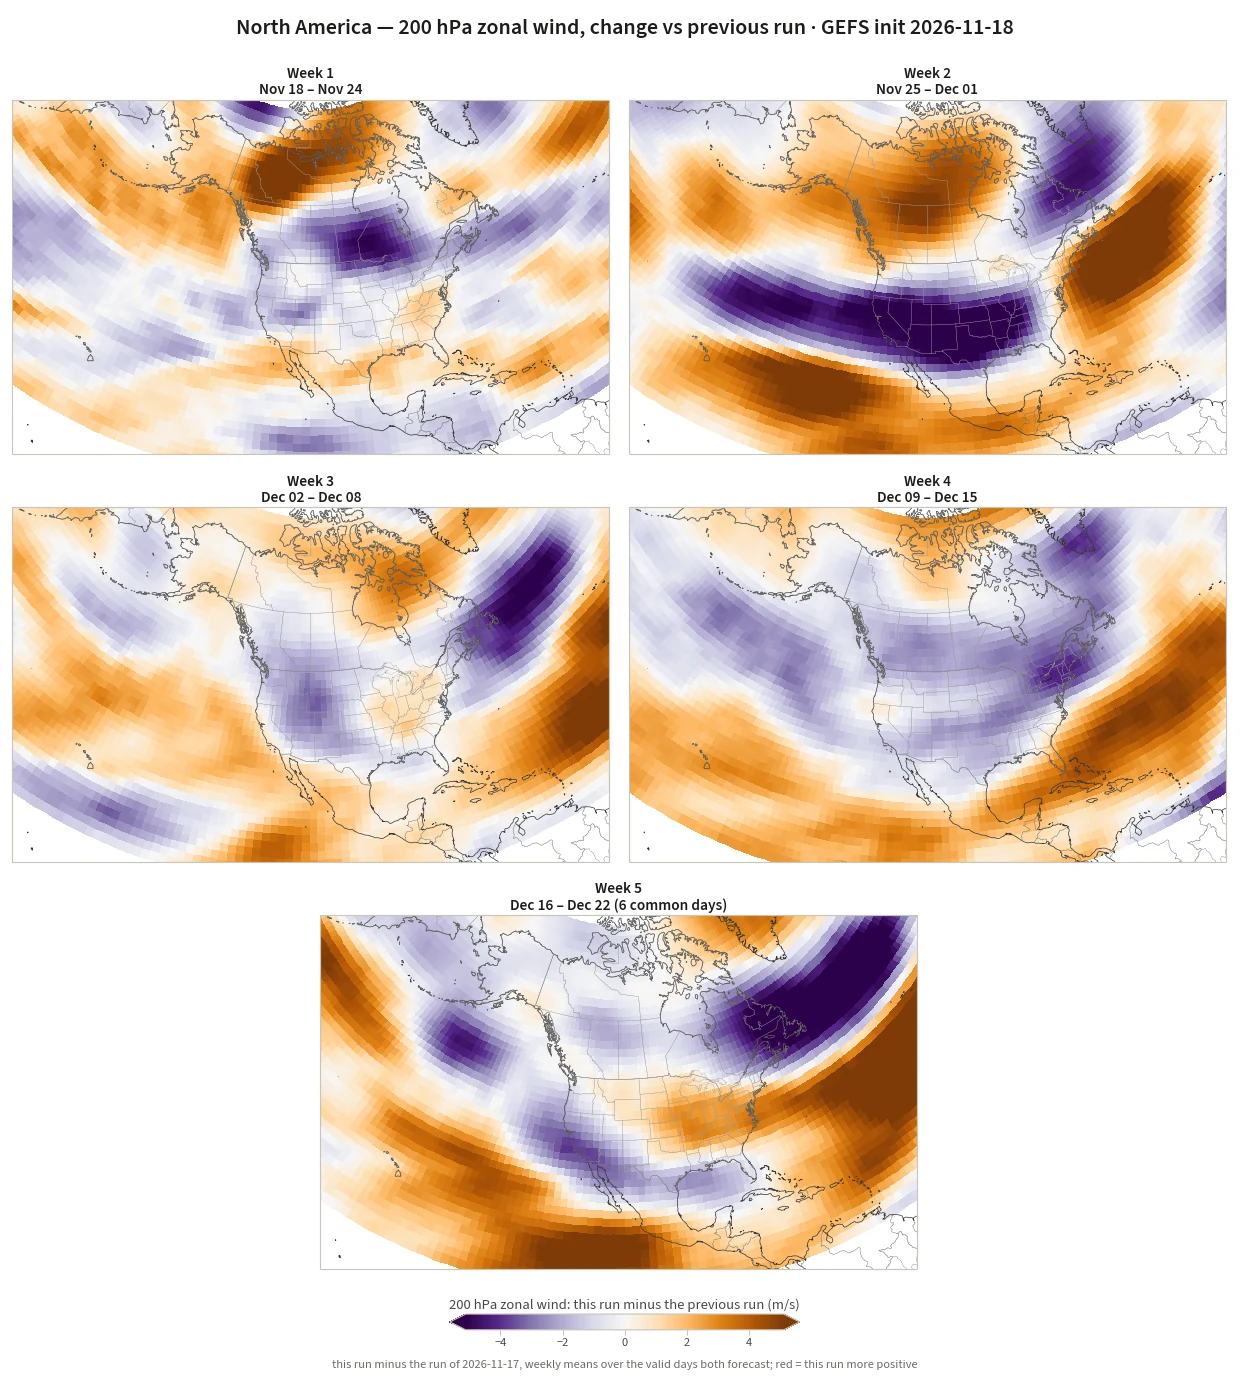 North America — 200 hPa zonal wind, change vs previous run · GEFS init 2026-11-18
Week 1
Nov 18 – Nov 24
Week 2
Nov 25 – Dec 01
Week 3
Dec 02 – Dec 08
Week 4
Dec 09 – Dec 15
Week 5
Dec 16 – Dec 22 (6 common days)
200 hPa zonal wind: this run minus the previous run (m/s)
−4 −2 0 2 4
this run minus the run of 2026-11-17, weekly means over the valid days both forecast; red = this run more positive